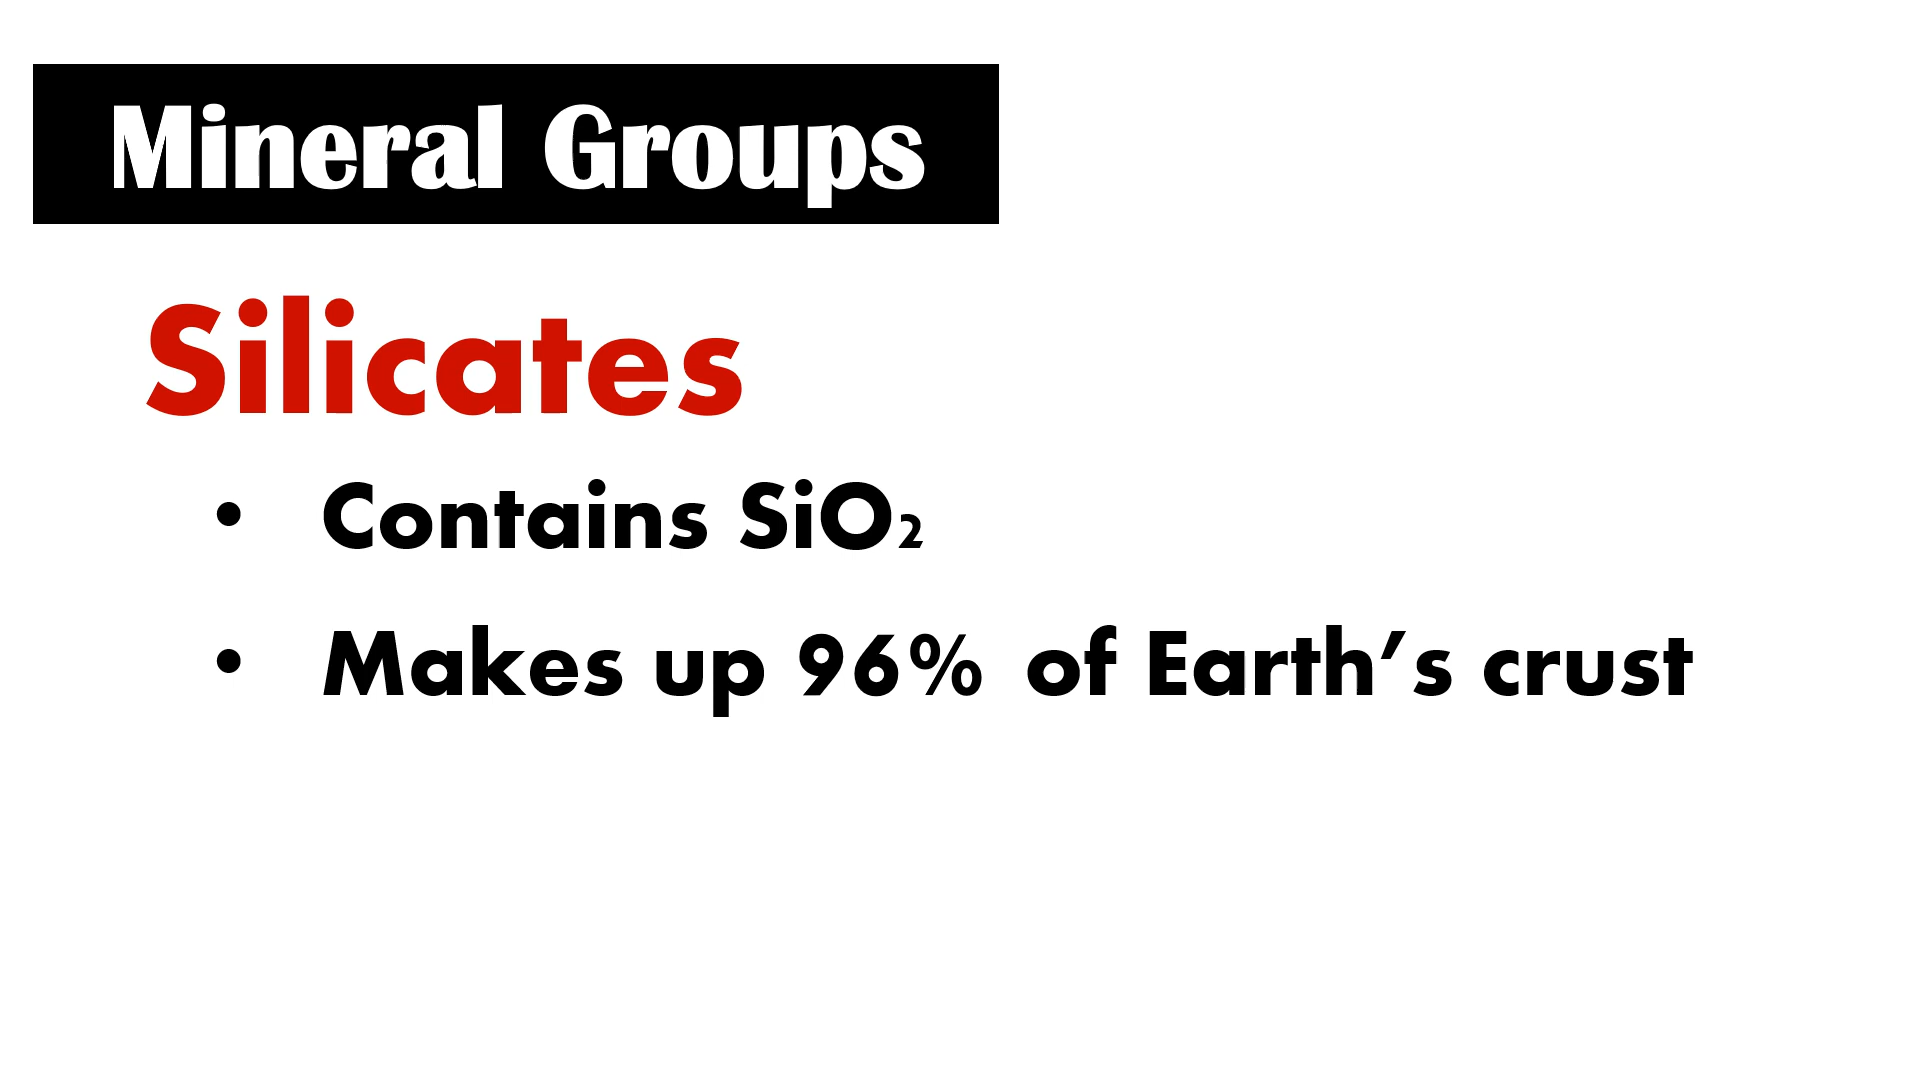 Mineral Groups
Silicates
• Contains SiO₂
• Makes up 96% of Earth’s crust